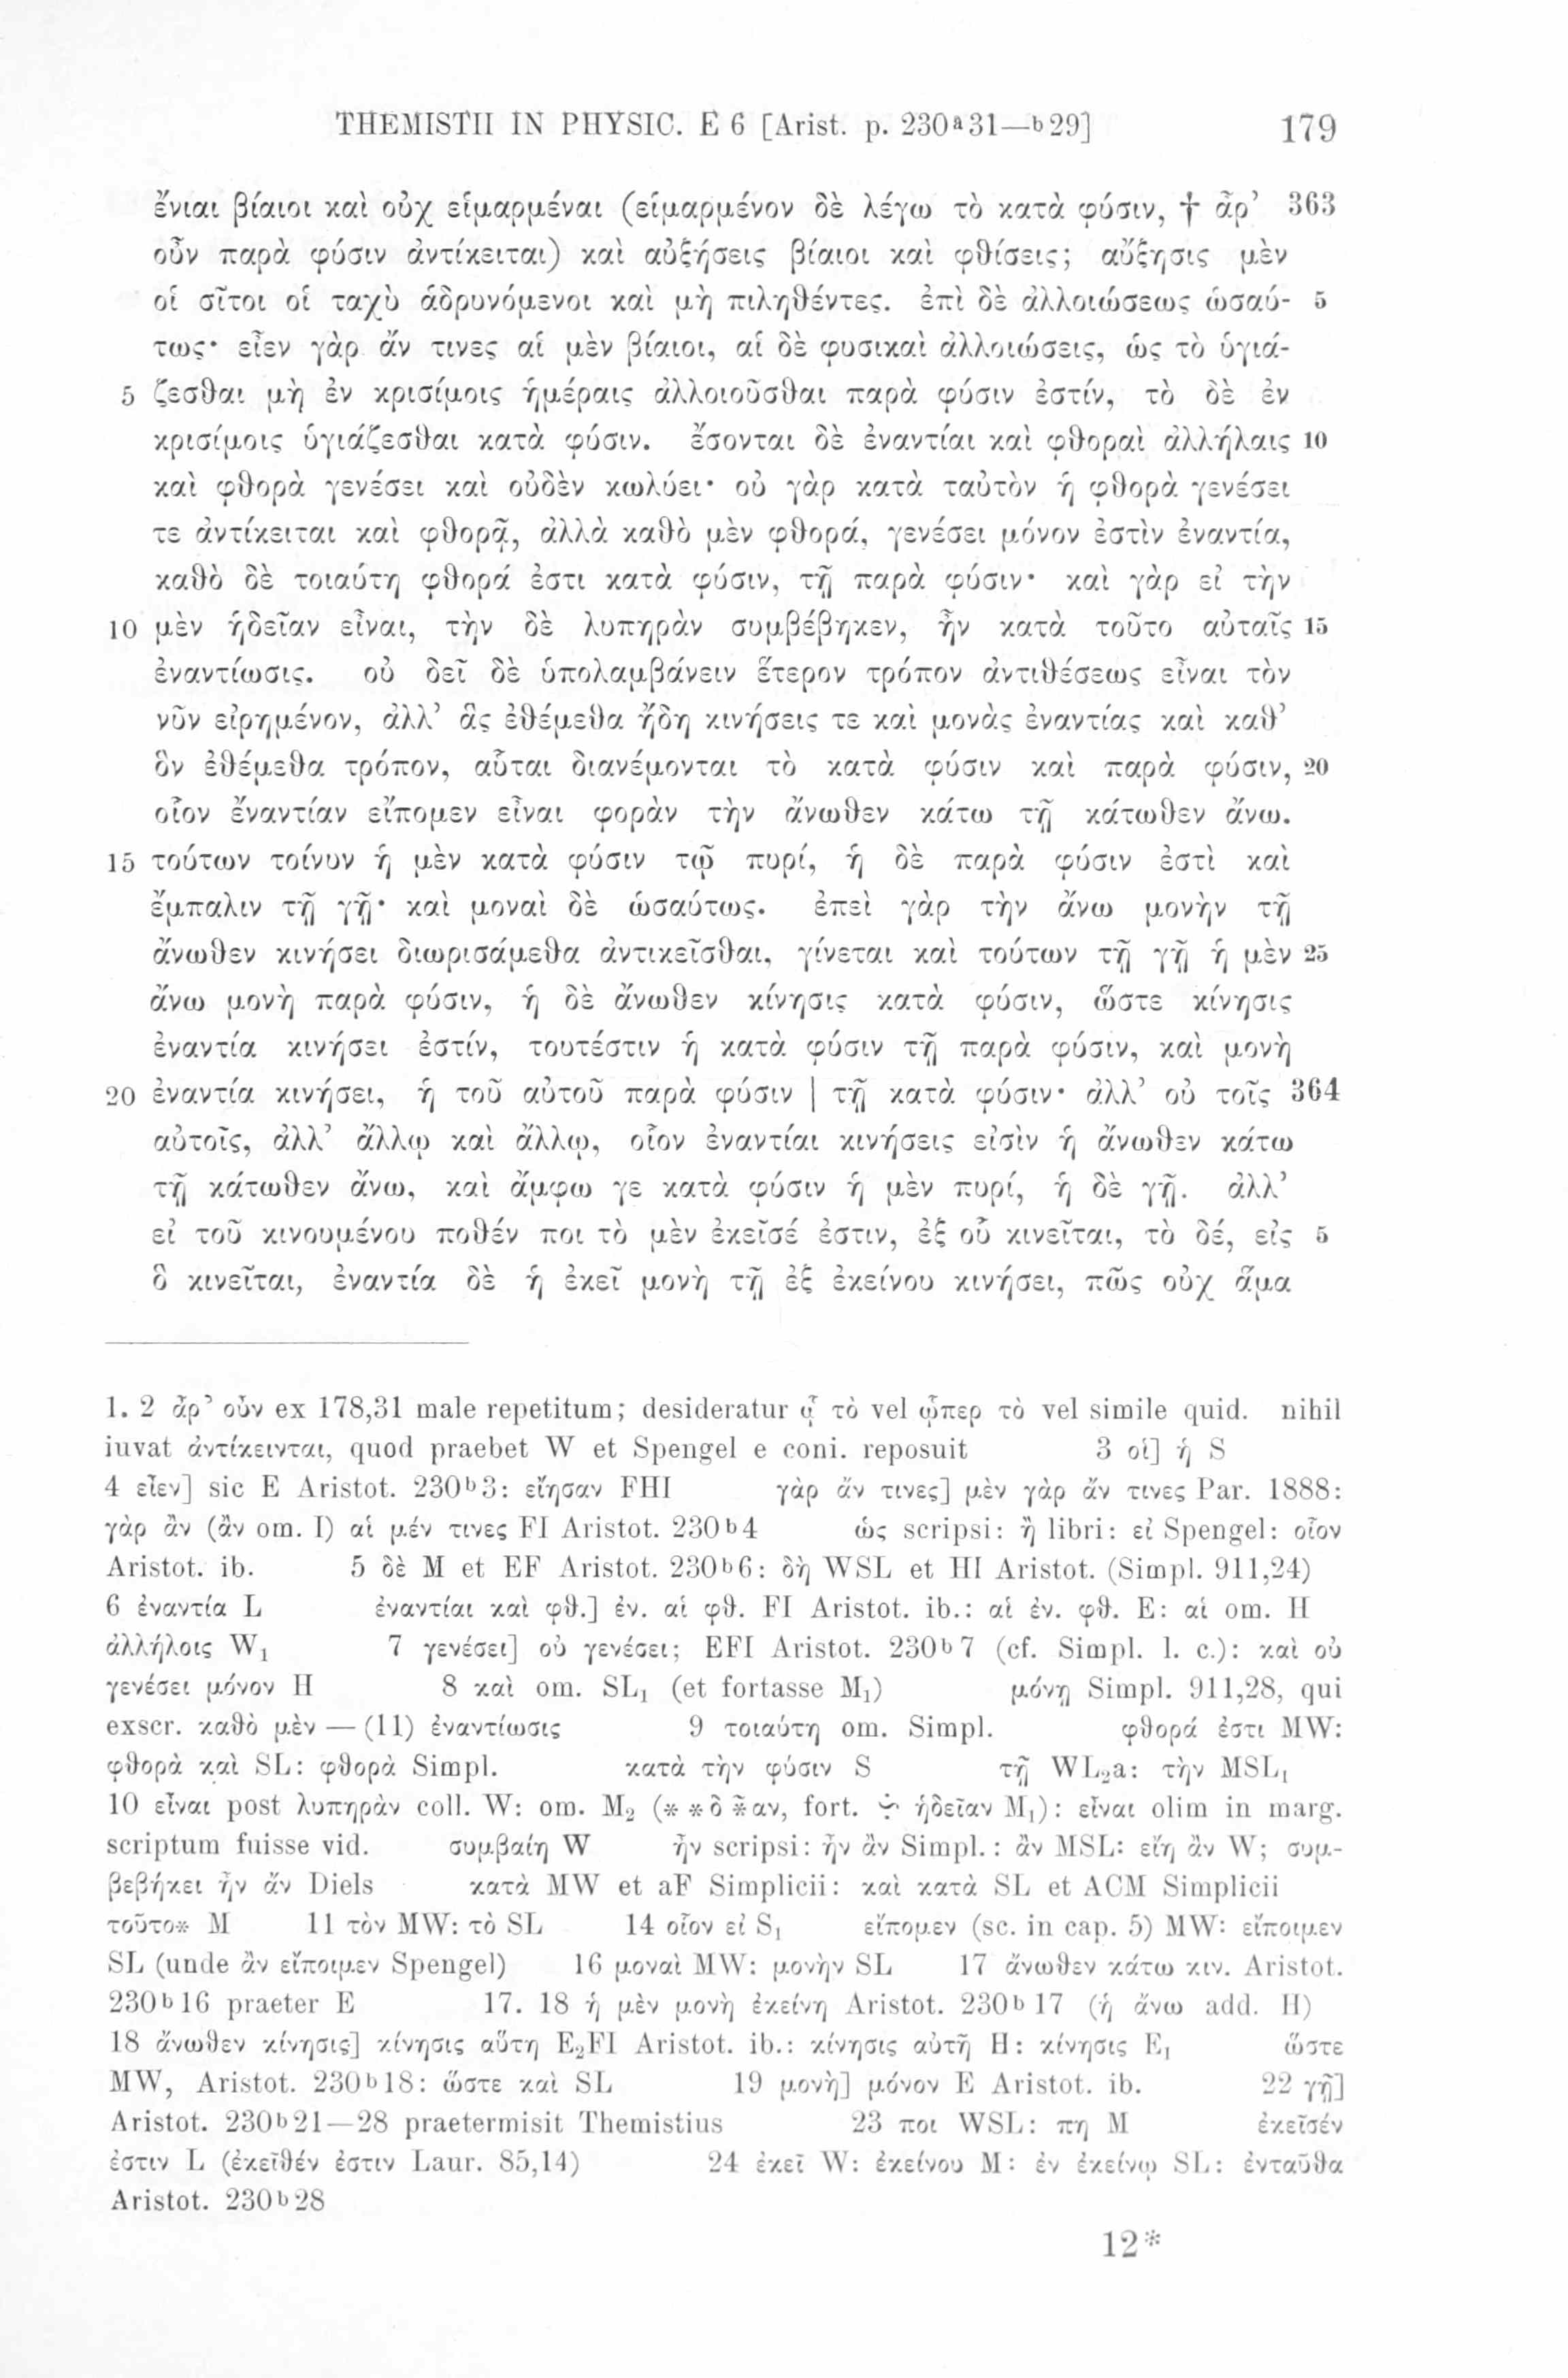 THEMISTII IN PHYSIC. E 6 [Arist. p. 230ᵃ31—ᵇ29] 179
ἔνιαι βίαιοι καὶ οὐχ εἱμαρμέναι (εἱμαρμένον δὲ λέγω τὸ κατὰ φύσιν, † ἆρ’ 363
οὖν παρὰ φύσιν ἀντίκειται) καὶ αὐξήσεις βίαιοι καὶ φθίσεις; αὔξησις μὲν
οἱ σῖτοι οἱ ταχὺ ἁδρυνόμενοι καὶ μὴ πιληθέντες. ἐπὶ δὲ ἀλλοιώσεως ὡσαύ- 5
τως· εἶεν γὰρ ἄν τινες αἱ μὲν βίαιοι, αἱ δὲ φυσικαὶ ἀλλοιώσεις, ὡς τὸ ὑγιά-
5 ζεσθαι μὴ ἐν κρισίμοις ἡμέραις ἀλλοιοῦσθαι παρὰ φύσιν ἐστίν, τὸ δὲ ἐν
κρισίμοις ὑγιάζεσθαι κατὰ φύσιν. ἔσονται δὲ ἐναντίαι καὶ φθοραὶ ἀλλήλαις 10
καὶ φθορὰ γενέσει καὶ οὐδὲν κωλύει· οὐ γὰρ κατὰ ταὐτὸν ἡ φθορὰ γενέσει
τε ἀντίκειται καὶ φθορᾷ, ἀλλὰ καθὸ μὲν φθορά, γενέσει μόνον ἐστὶν ἐναντία,
καθὸ δὲ τοιαύτη φθορά ἐστι κατὰ φύσιν, τῇ παρὰ φύσιν· καὶ γὰρ εἰ τὴν
10 μὲν ἡδεῖαν εἶναι, τὴν δὲ λυπηρὰν συμβέβηκεν, ἦν κατὰ τοῦτο αὐταῖς 15
ἐναντίωσις. οὐ δεῖ δὲ ὑπολαμβάνειν ἕτερον τρόπον ἀντιθέσεως εἶναι τὸν
νῦν εἰρημένον, ἀλλ’ ἃς ἐθέμεθα ἤδη κινήσεις τε καὶ μονὰς ἐναντίας καὶ καθ’
ὃν ἐθέμεθα τρόπον, αὗται διανέμονται τὸ κατὰ φύσιν καὶ παρὰ φύσιν, 20
οἷον ἐναντίαν εἴπομεν εἶναι φορὰν τὴν ἄνωθεν κάτω τῇ κάτωθεν ἄνω.
15 τούτων τοίνυν ἡ μὲν κατὰ φύσιν τῷ πυρί, ἡ δὲ παρὰ φύσιν ἐστὶ καὶ
ἔμπαλιν τῇ γῇ· καὶ μοναὶ δὲ ὡσαύτως. ἐπεὶ γὰρ τὴν ἄνω μονὴν τῇ
ἄνωθεν κινήσει διωρισάμεθα ἀντικεῖσθαι, γίνεται καὶ τούτων τῇ γῇ ἡ μὲν 25
ἄνω μονὴ παρὰ φύσιν, ἡ δὲ ἄνωθεν κίνησις κατὰ φύσιν, ὥστε κίνησις
ἐναντία κινήσει ἐστίν, τουτέστιν ἡ κατὰ φύσιν τῇ παρὰ φύσιν, καὶ μονὴ
20 ἐναντία κινήσει, ἡ τοῦ αὐτοῦ παρὰ φύσιν | τῇ κατὰ φύσιν· ἀλλ’ οὐ τοῖς 364
αὐτοῖς, ἀλλ’ ἄλλῳ καὶ ἄλλῳ, οἷον ἐναντίαι κινήσεις εἰσὶν ἡ ἄνωθεν κάτω
τῇ κάτωθεν ἄνω, καὶ ἄμφω γε κατὰ φύσιν ἡ μὲν πυρί, ἡ δὲ γῇ. ἀλλ’
εἰ τοῦ κινουμένου ποθέν ποι τὸ μὲν ἐκεῖσέ ἐστιν, ἐξ οὗ κινεῖται, τὸ δέ, εἰς 5
ὃ κινεῖται, ἐναντία δὲ ἡ ἐκεῖ μονὴ τῇ ἐξ ἐκείνου κινήσει, πῶς οὐχ ἅμα
1. 2 ἆρ’ οὖν ex 178,31 male repetitum; desideratur ᾧ τὸ vel ᾧπερ τὸ vel simile quid. nihil
iuvat ἀντίκεινται, quod praebet W et Spengel e coni. reposuit 3 οἱ] ἡ S
4 εἶεν] sic E Aristot. 230ᵇ3: εἴησαν FHI γὰρ ἄν τινες] μὲν γὰρ ἄν τινες Par. 1888:
γὰρ ἂν (ἂν om. I) αἱ μέν τινες FI Aristot. 230ᵇ4 ὡς scripsi: ἢ libri: εἰ Spengel: οἷον
Aristot. ib. 5 δὲ M et EF Aristot. 230ᵇ6: δὴ WSL et HI Aristot. (Simpl. 911,24)
6 ἐναντία L ἐναντίαι καὶ φθ.] ἐν. αἱ φθ. FI Aristot. ib.: αἱ ἐν. φθ. E: αἱ om. H
ἀλλήλοις W₁ 7 γενέσει] οὐ γενέσει; EFI Aristot. 230ᵇ7 (cf. Simpl. l. c.): καὶ οὐ
γενέσει μόνον H 8 καὶ om. SL₁ (et fortasse M₁) μόνῃ Simpl. 911,28, qui
exscr. καθὸ μὲν — (11) ἐναντίωσις 9 τοιαύτη om. Simpl. φθορά ἐστι MW:
φθορὰ καὶ SL: φθορὰ Simpl. κατὰ τὴν φύσιν S τῇ WL₂a: τὴν MSL₁
10 εἶναι post λυπηρὰν coll. W: om. M₂ (* * δ * αν, fort. ἡδεῖαν M₁): εἶναι olim in marg.
scriptum fuisse vid. συμβαίη W ἦν scripsi: ἦν ἂν Simpl.: ἂν MSL: εἴη ἂν W; συμ-
βεβήκει ἦν ἄν Diels κατὰ MW et aF Simplicii: καὶ κατὰ SL et ACM Simplicii
τοῦτο* M 11 τὸν MW: τὸ SL 14 οἷον εἰ S₁ εἴπομεν (sc. in cap. 5) MW: εἴποιμεν
SL (unde ἂν εἴποιμεν Spengel) 16 μοναὶ MW: μονὴν SL 17 ἄνωθεν κάτω κιν. Aristot.
230ᵇ16 praeter E 17. 18 ἡ μὲν μονὴ ἐκείνη Aristot. 230ᵇ17 (ἡ ἄνω add. H)
18 ἄνωθεν κίνησις] κίνησις αὕτη E₂FI Aristot. ib.: κίνησις αὐτῆ H: κίνησις E₁ ὥστε
MW, Aristot. 230ᵇ18: ὥστε καὶ SL 19 μονὴ] μόνον E Aristot. ib. 22 γῇ]
Aristot. 230ᵇ21—28 praetermisit Themistius 23 ποι WSL: πη M ἐκεῖσέν
ἐστιν L (ἐκεῖθέν ἐστιν Laur. 85,14) 24 ἐκεῖ W: ἐκείνου M: ἐν ἐκείνῳ SL: ἐνταῦθα
Aristot. 230ᵇ28
12*